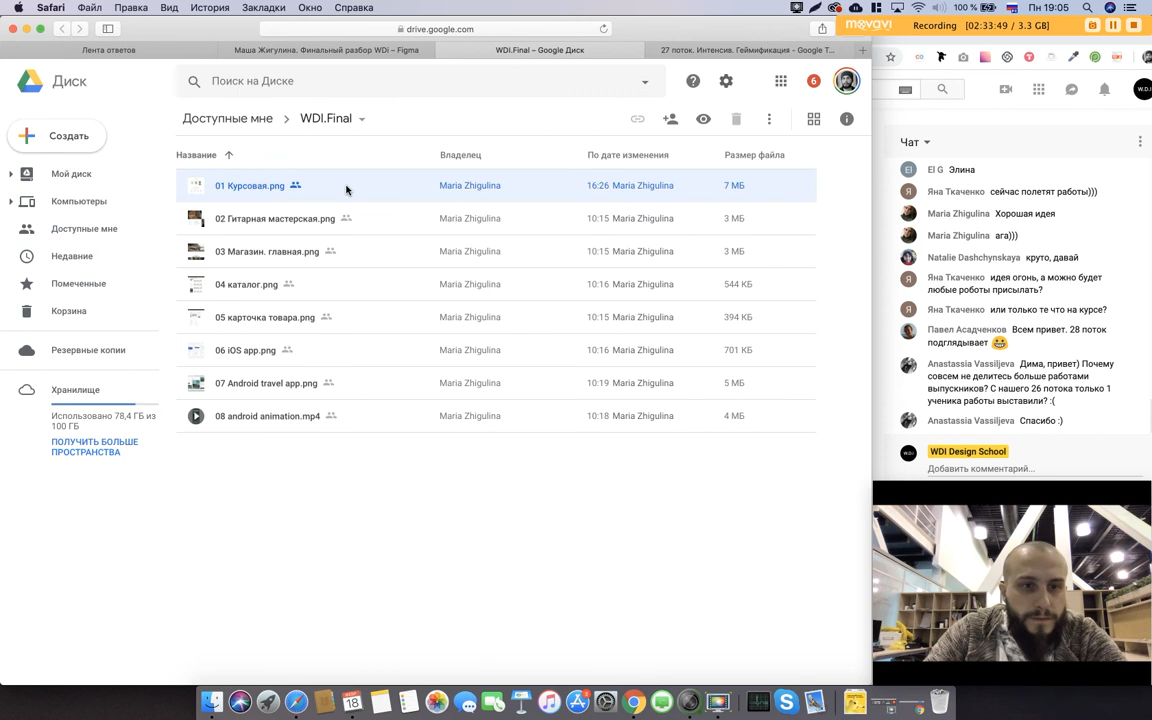 Safari Файл Правка Вид История Закладки Окно Справка
100 % Пн 19:05
drive.google.com
movavi Recording [02:33:49 / 3.3 GB]
Лента ответов
Маша Жигулина. Финальный разбор WDi – Figma
WDI.Final – Google Диск
27 поток. Интенсив. Геймификация - Google T...
Диск
Поиск на Диске
6
Создать
Доступные мне > WDI.Final
Название Владелец По дате изменения Размер файла
Мой диск
Компьютеры
Доступные мне
Недавние
Помеченные
Корзина
Резервные копии
Хранилище
Использовано 78,4 ГБ из
100 ГБ
ПОЛУЧИТЬ БОЛЬШЕ
ПРОСТРАНСТВА
01 Курсовая.png Maria Zhigulina 16:26 Maria Zhigulina 7 МБ
02 Гитарная мастерская.png Maria Zhigulina 10:15 Maria Zhigulina 3 МБ
03 Магазин. главная.png Maria Zhigulina 10:15 Maria Zhigulina 3 МБ
04 каталог.png Maria Zhigulina 10:16 Maria Zhigulina 544 КБ
05 карточка товара.png Maria Zhigulina 10:15 Maria Zhigulina 394 КБ
06 iOS app.png Maria Zhigulina 10:16 Maria Zhigulina 701 КБ
07 Android travel app.png Maria Zhigulina 10:19 Maria Zhigulina 5 МБ
08 android animation.mp4 Maria Zhigulina 10:18 Maria Zhigulina 4 МБ
Чат
El G Элина
Яна Ткаченко сейчас полетят работы)))
Maria Zhigulina Хорошая идея
Maria Zhigulina ага)))
Natalie Dashchynskaya круто, давай
Яна Ткаченко идея огонь, а можно будет
любые роботы присылать?
Яна Ткаченко или только те что на курсе?
Павел Асадченков Всем привет. 28 поток
подглядывает
Anastassia Vassiljeva Дима, привет) Почему
совсем не делитесь больше работами
выпускников? С нашего 26 потока только 1
ученика работы выставили? :(
Anastassia Vassiljeva Спасибо :)
WDI Design School
Добавить комментарий...
18